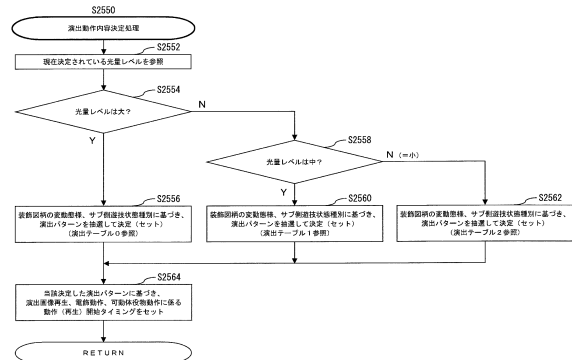 S2550
演出動作内容決定処理
S2552
現在決定されている光量レベルを参照
S2554
光量レベルは大?
N
Y
S2558
光量レベルは中?
N (=小)
Y
S2556
装飾図柄の変動態様、サブ側遊技状態種別に基づき、
演出パターンを抽選して決定(セット)
(演出テーブル0参照)
S2560
装飾図柄の変動態様、サブ側遊技状態種別に基づき、
演出パターンを抽選して決定(セット)
(演出テーブル1参照)
S2562
装飾図柄の変動態様、サブ側遊技状態種別に基づき、
演出パターンを抽選して決定(セット)
(演出テーブル2参照)
S2564
当該決定した演出パターンに基づき、
演出画像再生、電飾動作、可動体役物動作に係る
動作(再生)開始タイミングをセット
RETURN